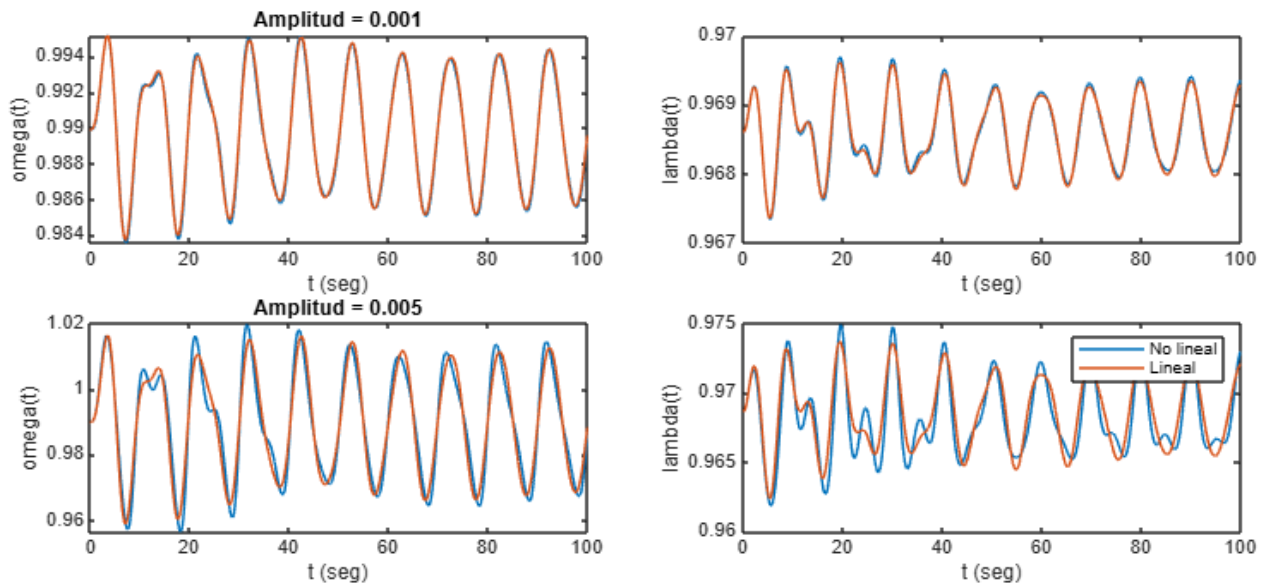 Amplitud = 0.001
0.994
0.992
0.99
0.988
0.986
0.984
omega(t)
0 20 40 60 80 100
t (seg)
0.97
0.969
0.968
0.967
lambda(t)
0 20 40 60 80 100
t (seg)
Amplitud = 0.005
1.02
1
0.98
0.96
omega(t)
0 20 40 60 80 100
t (seg)
0.975
0.97
0.965
0.96
lambda(t)
No lineal
Lineal
0 20 40 60 80 100
t (seg)